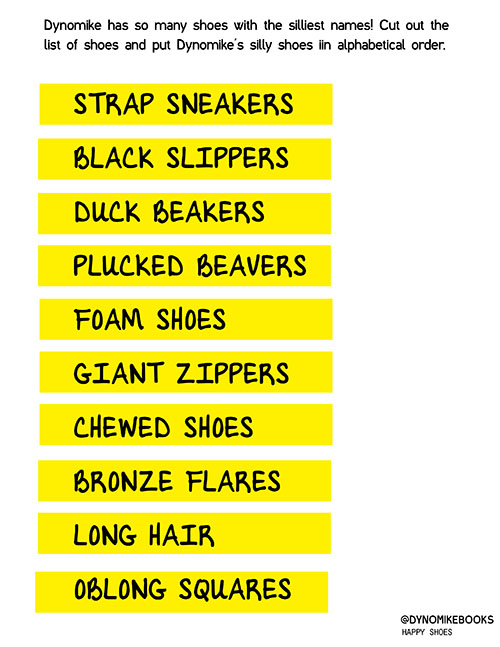 Dynomike has so many shoes with the silliest names! Cut out the
list of shoes and put Dynomike's silly shoes iin alphabetical order.
STRAP SNEAKERS
BLACK SLIPPERS
DUCK BEAKERS
PLUCKED BEAVERS
FOAM SHOES
GIANT ZIPPERS
CHEWED SHOES
BRONZE FLARES
LONG HAIR
OBLONG SQUARES
@DYNOMIKEBOOKS
HAPPY SHOES